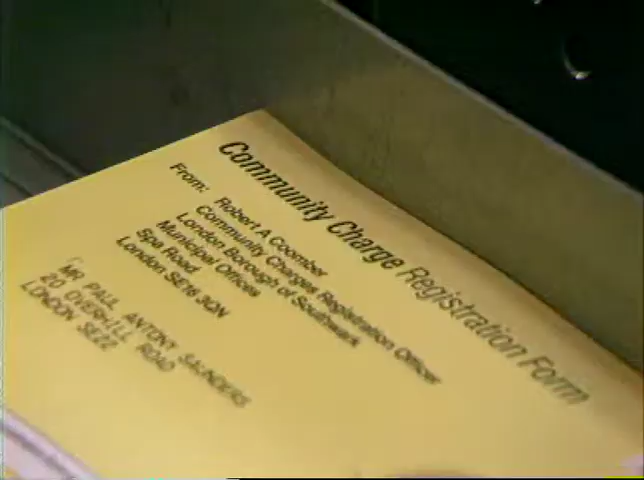 Community Charge Registration Form
From: Robert A Coomber
Community Charges Registration Officer
London Borough of Southwark
Municipal Offices
Spa Road
London SE16 3QN
MR PAUL ANTONY SAUNDERS
20 OVERHILL ROAD
LONDON SE22